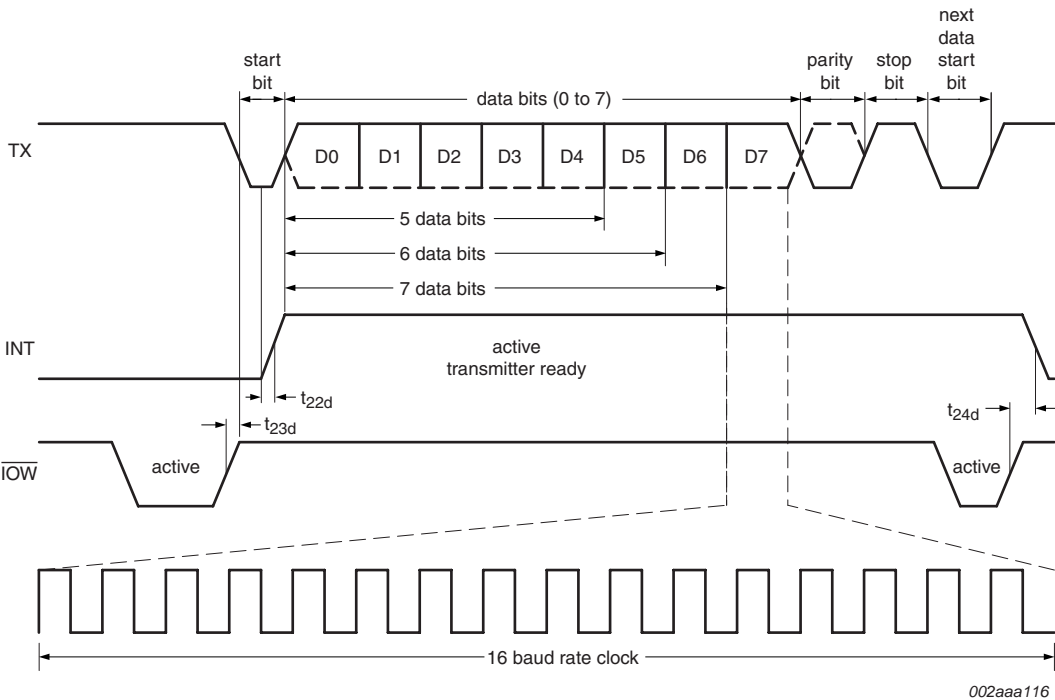 start
bit
data bits (0 to 7)
parity
bit
stop
bit
next
data
start
bit
TX
D0 D1 D2 D3 D4 D5 D6 D7
5 data bits
6 data bits
7 data bits
INT
active
transmitter ready
t22d
t23d
t24d
IOW
active
active
16 baud rate clock
002aaa116